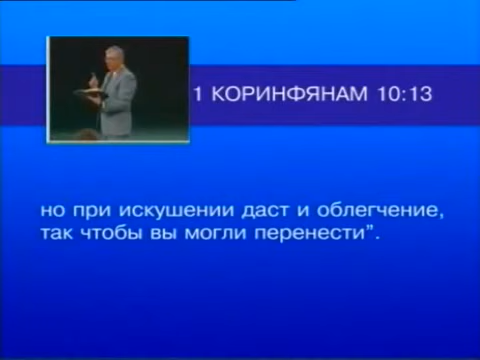 1 КОРИНФЯНАМ 10:13
но при искушении даст и облегчение,
так чтобы вы могли перенести”.